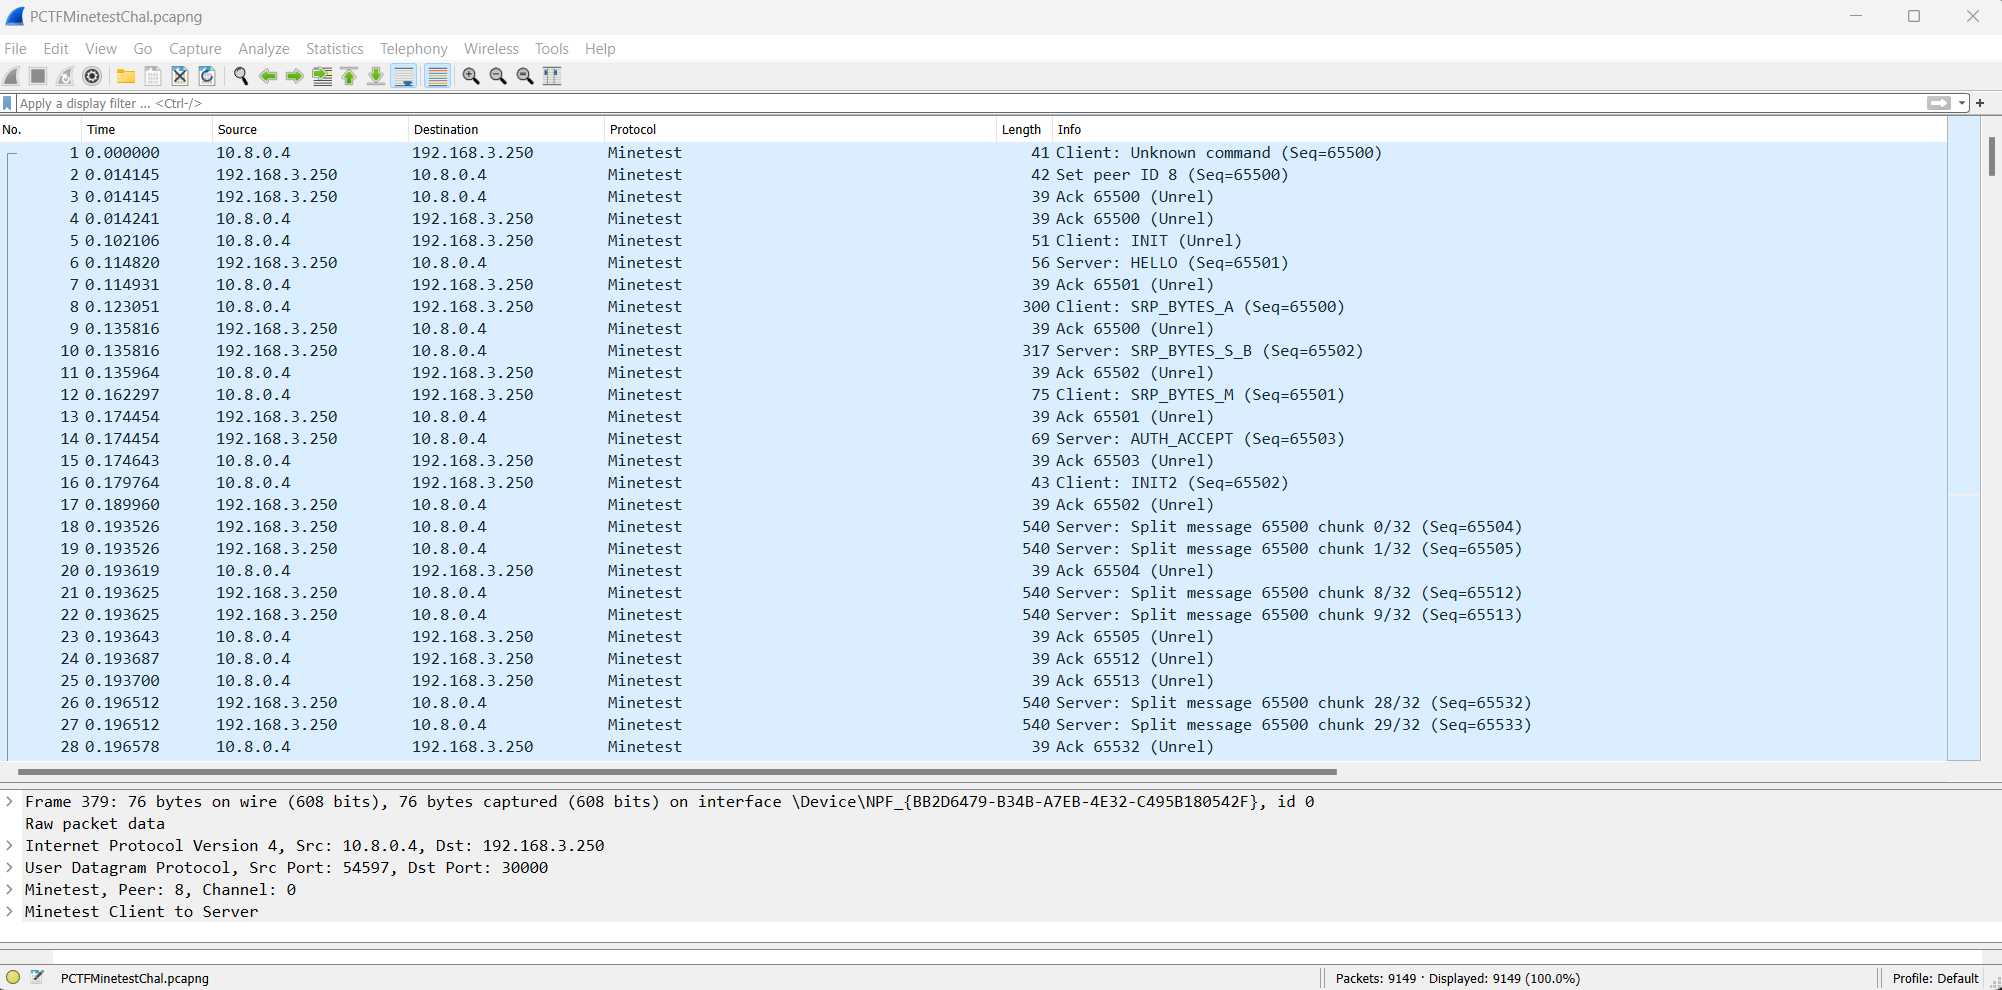 PCTFMinetestChal.pcapng
File Edit View Go Capture Analyze Statistics Telephony Wireless Tools Help
Apply a display filter ... <Ctrl-/>
No. Time Source Destination Protocol Length Info
1 0.000000 10.8.0.4 192.168.3.250 Minetest 41 Client: Unknown command (Seq=65500)
2 0.014145 192.168.3.250 10.8.0.4 Minetest 42 Set peer ID 8 (Seq=65500)
3 0.014145 192.168.3.250 10.8.0.4 Minetest 39 Ack 65500 (Unrel)
4 0.014241 10.8.0.4 192.168.3.250 Minetest 39 Ack 65500 (Unrel)
5 0.102106 10.8.0.4 192.168.3.250 Minetest 51 Client: INIT (Unrel)
6 0.114820 192.168.3.250 10.8.0.4 Minetest 56 Server: HELLO (Seq=65501)
7 0.114931 10.8.0.4 192.168.3.250 Minetest 39 Ack 65501 (Unrel)
8 0.123051 10.8.0.4 192.168.3.250 Minetest 300 Client: SRP_BYTES_A (Seq=65500)
9 0.135816 192.168.3.250 10.8.0.4 Minetest 39 Ack 65500 (Unrel)
10 0.135816 192.168.3.250 10.8.0.4 Minetest 317 Server: SRP_BYTES_S_B (Seq=65502)
11 0.135964 10.8.0.4 192.168.3.250 Minetest 39 Ack 65502 (Unrel)
12 0.162297 10.8.0.4 192.168.3.250 Minetest 75 Client: SRP_BYTES_M (Seq=65501)
13 0.174454 192.168.3.250 10.8.0.4 Minetest 39 Ack 65501 (Unrel)
14 0.174454 192.168.3.250 10.8.0.4 Minetest 69 Server: AUTH_ACCEPT (Seq=65503)
15 0.174643 10.8.0.4 192.168.3.250 Minetest 39 Ack 65503 (Unrel)
16 0.179764 10.8.0.4 192.168.3.250 Minetest 43 Client: INIT2 (Seq=65502)
17 0.189960 192.168.3.250 10.8.0.4 Minetest 39 Ack 65502 (Unrel)
18 0.193526 192.168.3.250 10.8.0.4 Minetest 540 Server: Split message 65500 chunk 0/32 (Seq=65504)
19 0.193526 192.168.3.250 10.8.0.4 Minetest 540 Server: Split message 65500 chunk 1/32 (Seq=65505)
20 0.193619 10.8.0.4 192.168.3.250 Minetest 39 Ack 65504 (Unrel)
21 0.193625 192.168.3.250 10.8.0.4 Minetest 540 Server: Split message 65500 chunk 8/32 (Seq=65512)
22 0.193625 192.168.3.250 10.8.0.4 Minetest 540 Server: Split message 65500 chunk 9/32 (Seq=65513)
23 0.193643 10.8.0.4 192.168.3.250 Minetest 39 Ack 65505 (Unrel)
24 0.193687 10.8.0.4 192.168.3.250 Minetest 39 Ack 65512 (Unrel)
25 0.193700 10.8.0.4 192.168.3.250 Minetest 39 Ack 65513 (Unrel)
26 0.196512 192.168.3.250 10.8.0.4 Minetest 540 Server: Split message 65500 chunk 28/32 (Seq=65532)
27 0.196512 192.168.3.250 10.8.0.4 Minetest 540 Server: Split message 65500 chunk 29/32 (Seq=65533)
28 0.196578 10.8.0.4 192.168.3.250 Minetest 39 Ack 65532 (Unrel)
Frame 379: 76 bytes on wire (608 bits), 76 bytes captured (608 bits) on interface \Device\NPF_{BB2D6479-B34B-A7EB-4E32-C495B180542F}, id 0
Raw packet data
Internet Protocol Version 4, Src: 10.8.0.4, Dst: 192.168.3.250
User Datagram Protocol, Src Port: 54597, Dst Port: 30000
Minetest, Peer: 8, Channel: 0
Minetest Client to Server
PCTFMinetestChal.pcapng Packets: 9149 · Displayed: 9149 (100.0%) Profile: Default